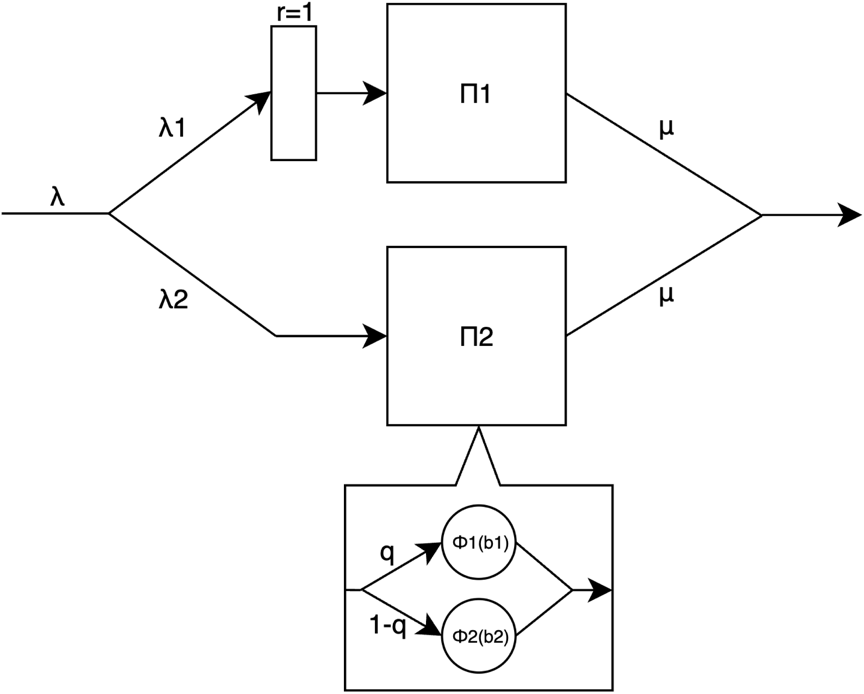 r=1
П1
λ1
μ
λ
λ2
П2
μ
q
Ф1(b1)
1-q
Ф2(b2)